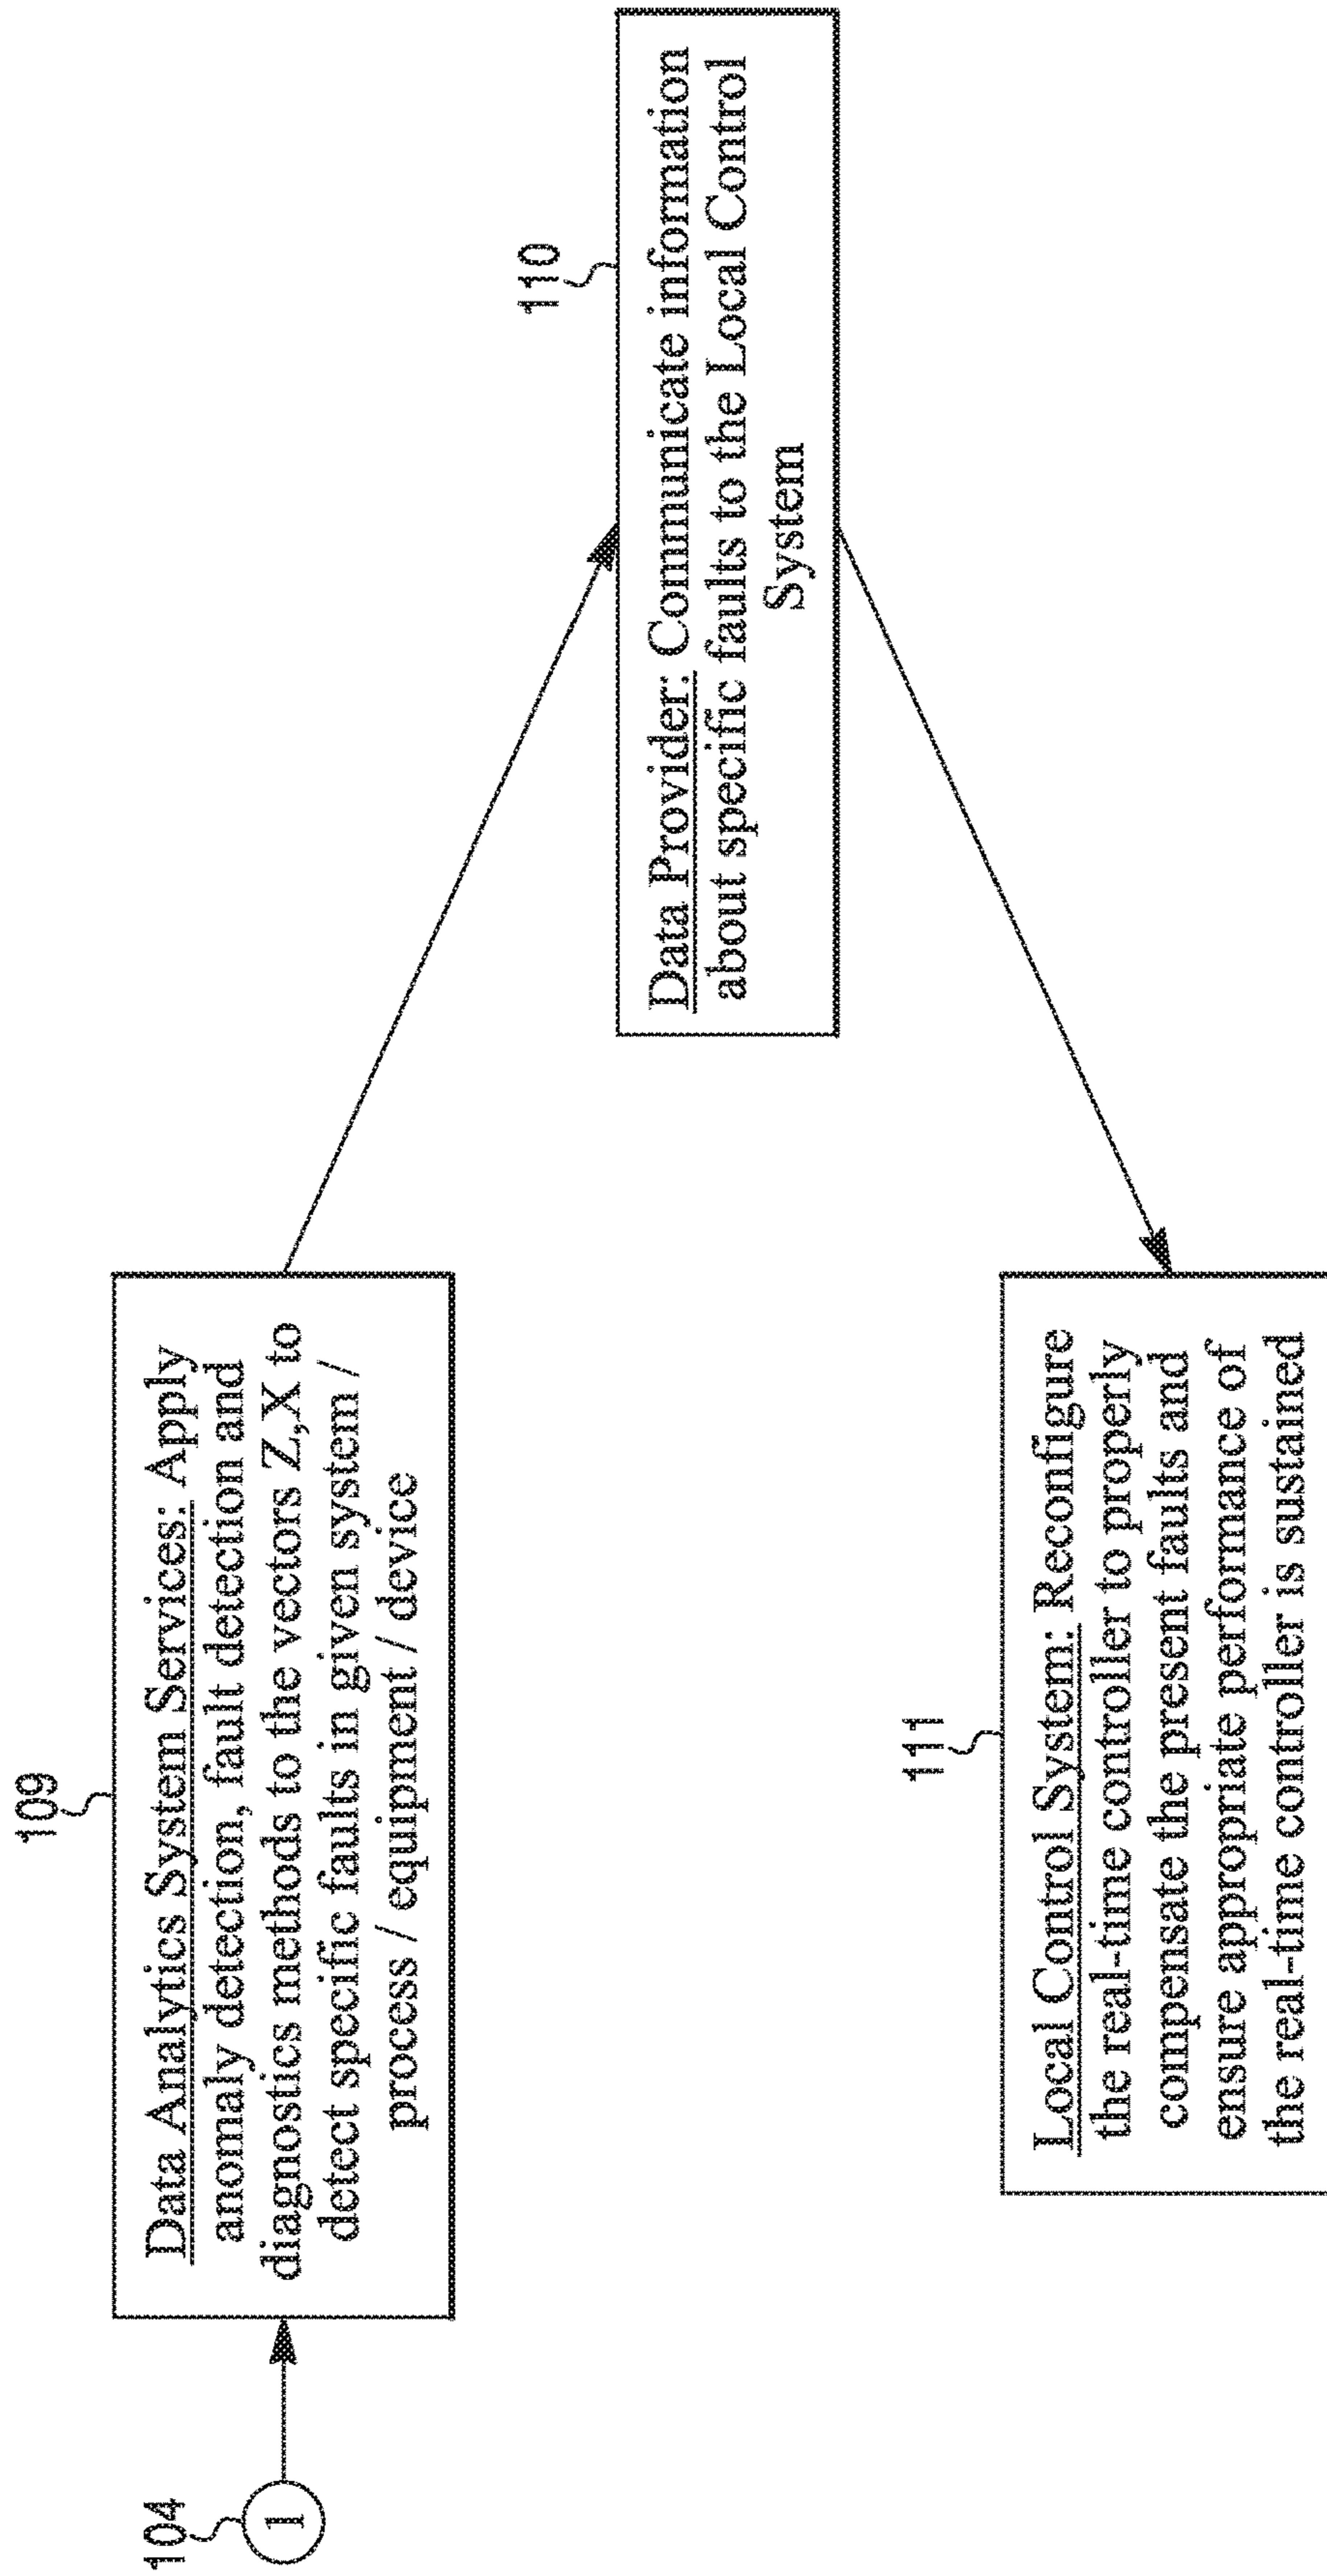 104
1
109
Data Analytics System Services: Apply
anomaly detection, fault detection and
diagnostics methods to the vectors Z,X to
detect specific faults in given system /
process / equipment / device
110
Data Provider: Communicate information
about specific faults to the Local Control
System
111
Local Control System: Reconfigure
the real-time controller to properly
compensate the present faults and
ensure appropriate performance of
the real-time controller is sustained